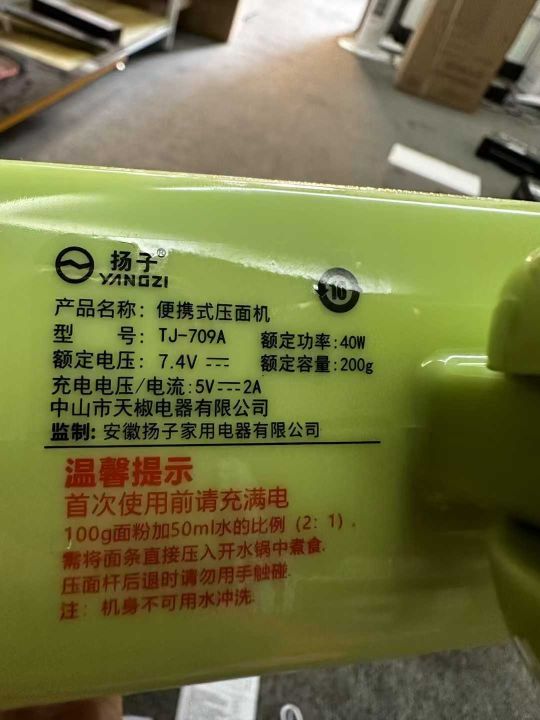 扬子®
YANGZI
10
产品名称: 便携式压面机
型 号: TJ-709A 额定功率: 40W
额定电压: 7.4V⎓ 额定容量: 200g
充电电压/电流: 5V⎓2A
中山市天椒电器有限公司
监制: 安徽扬子家用电器有限公司
温馨提示
首次使用前请充满电
100g面粉加50ml水的比例 (2: 1) .
需将面条直接压入开水锅中煮食.
压面杆后退时请勿用手触碰.
注: 机身不可用水冲洗.